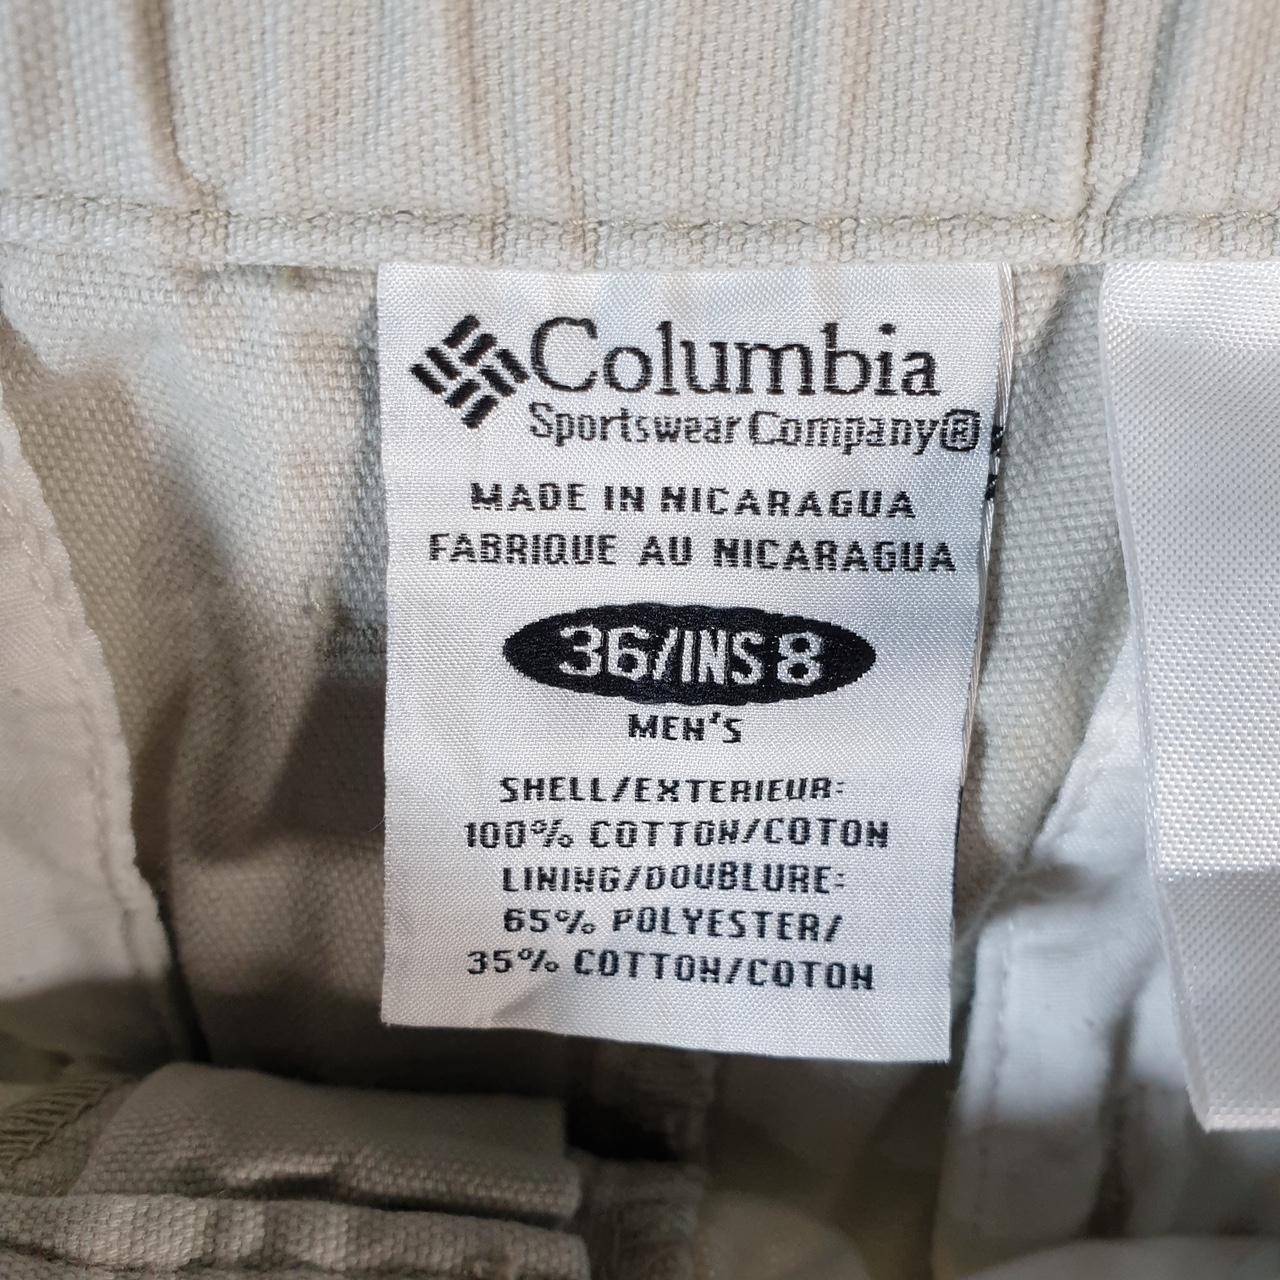 Columbia
Sportswear Company®
MADE IN NICARAGUA
FABRIQUE AU NICARAGUA
36/INS 8
MEN'S
SHELL/EXTERIEUR:
100% COTTON/COTON
LINING/DOUBLURE:
65% POLYESTER/
35% COTTON/COTON